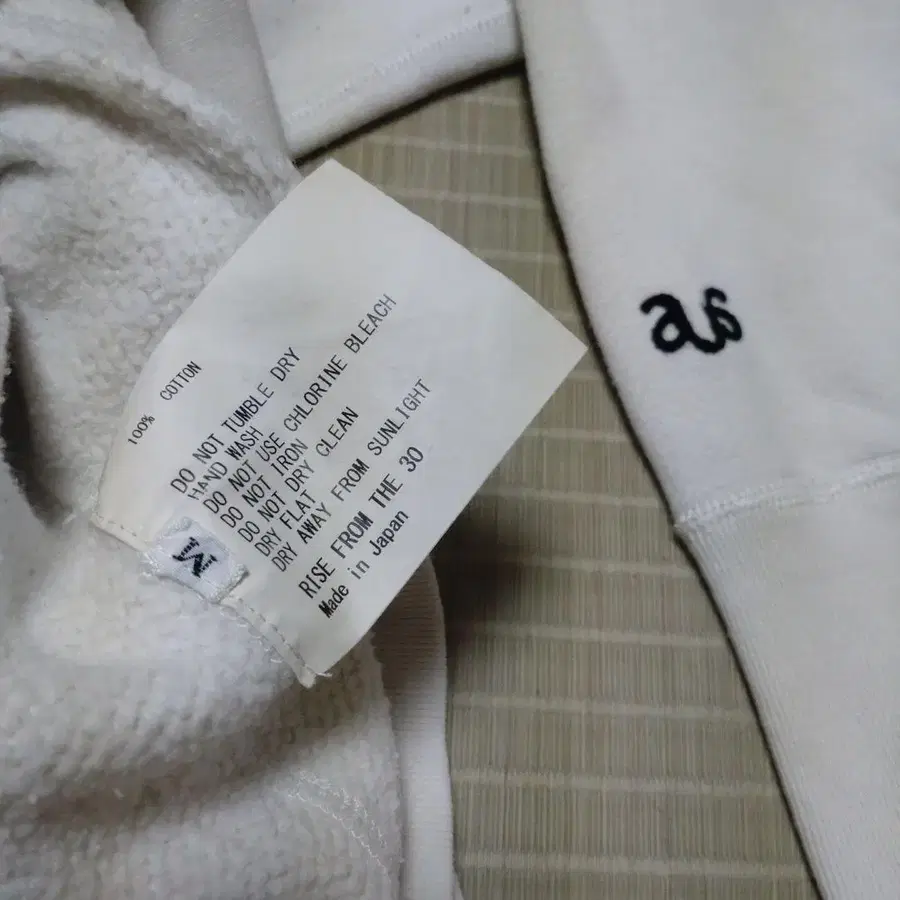 100% COTTON
DO NOT TUMBLE DRY
HAND WASH
DO NOT USE CHLORINE BLEACH
DO NOT IRON
DO NOT DRY CLEAN
DRY FLAT
DRY AWAY FROM SUNLIGHT
RISE FROM THE 30
Made in Japan
M